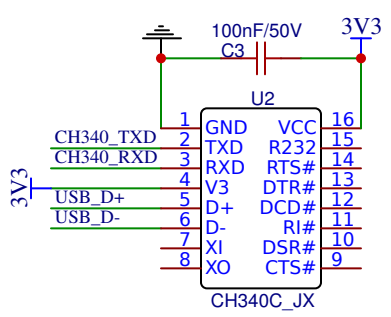 100nF/50V
3V3
C3
U2
1 GND VCC 16
CH340_TXD 2 TXD R232 15
CH340_RXD 3 RXD RTS# 14
3V3 4 V3 DTR# 13
USB_D+ 5 D+ DCD# 12
USB_D- 6 D- RI# 11
7 XI DSR# 10
8 XO CTS# 9
CH340C_JX